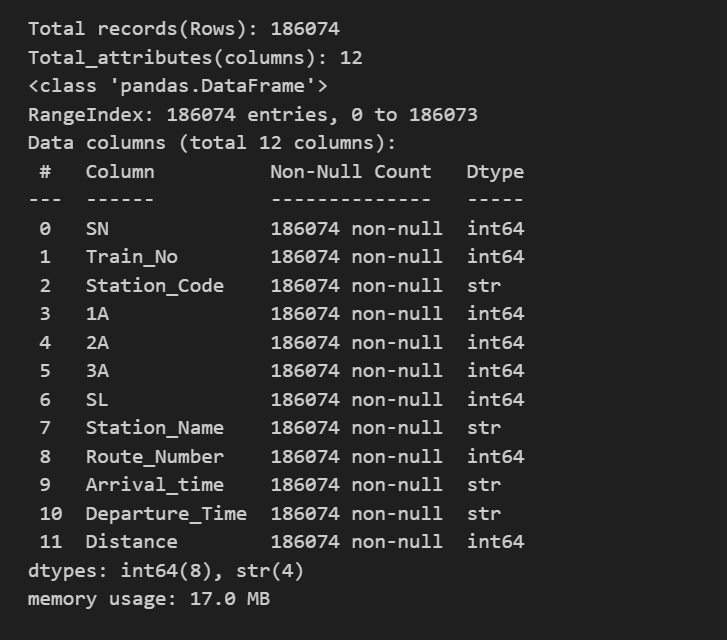 Total records(Rows): 186074
Total_attributes(columns): 12
<class 'pandas.DataFrame'>
RangeIndex: 186074 entries, 0 to 186073
Data columns (total 12 columns):
 #   Column          Non-Null Count   Dtype
---  ------          --------------   -----
 0   SN              186074 non-null  int64
 1   Train_No        186074 non-null  int64
 2   Station_Code    186074 non-null  str
 3   1A              186074 non-null  int64
 4   2A              186074 non-null  int64
 5   3A              186074 non-null  int64
 6   SL              186074 non-null  int64
 7   Station_Name    186074 non-null  str
 8   Route_Number    186074 non-null  int64
 9   Arrival_time    186074 non-null  str
 10  Departure_Time  186074 non-null  str
 11  Distance        186074 non-null  int64
dtypes: int64(8), str(4)
memory usage: 17.0 MB